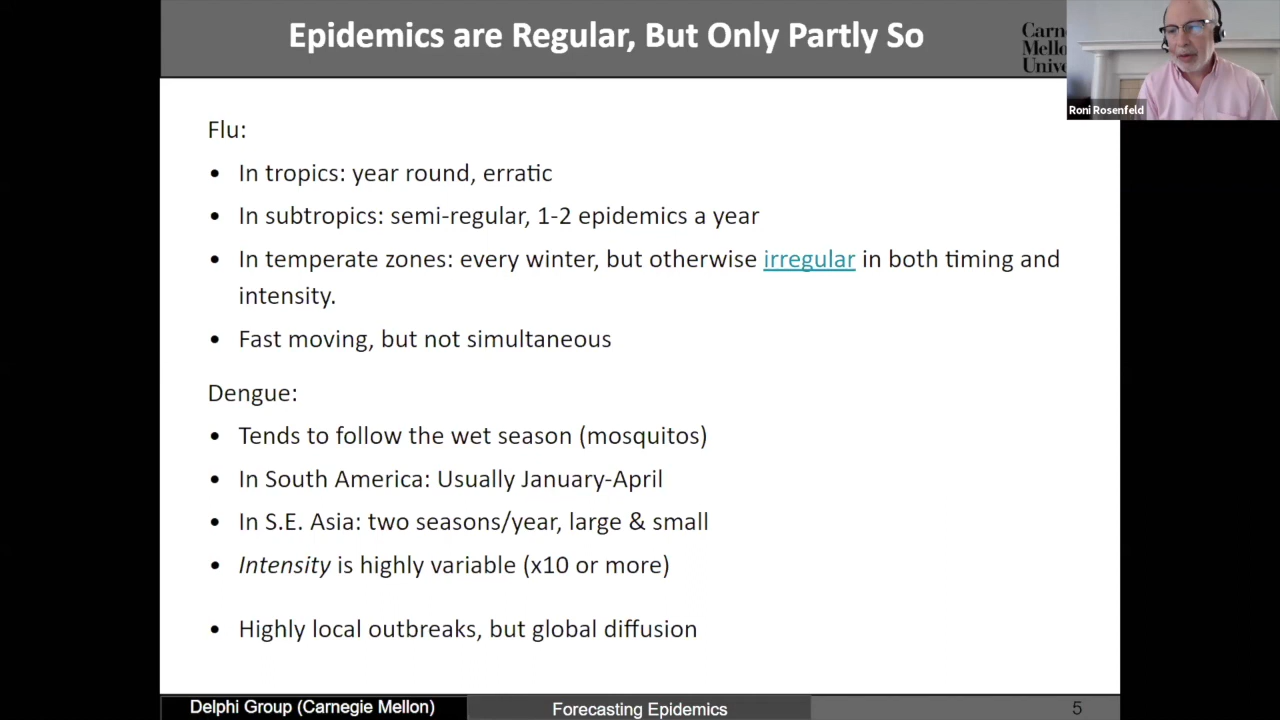 Epidemics are Regular, But Only Partly So
Carne
Mello
Unive
Roni Rosenfeld
Flu:
• In tropics: year round, erratic
• In subtropics: semi-regular, 1-2 epidemics a year
• In temperate zones: every winter, but otherwise irregular in both timing and
intensity.
• Fast moving, but not simultaneous
Dengue:
• Tends to follow the wet season (mosquitos)
• In South America: Usually January-April
• In S.E. Asia: two seasons/year, large & small
• Intensity is highly variable (x10 or more)
• Highly local outbreaks, but global diffusion
Delphi Group (Carnegie Mellon)
Forecasting Epidemics
5